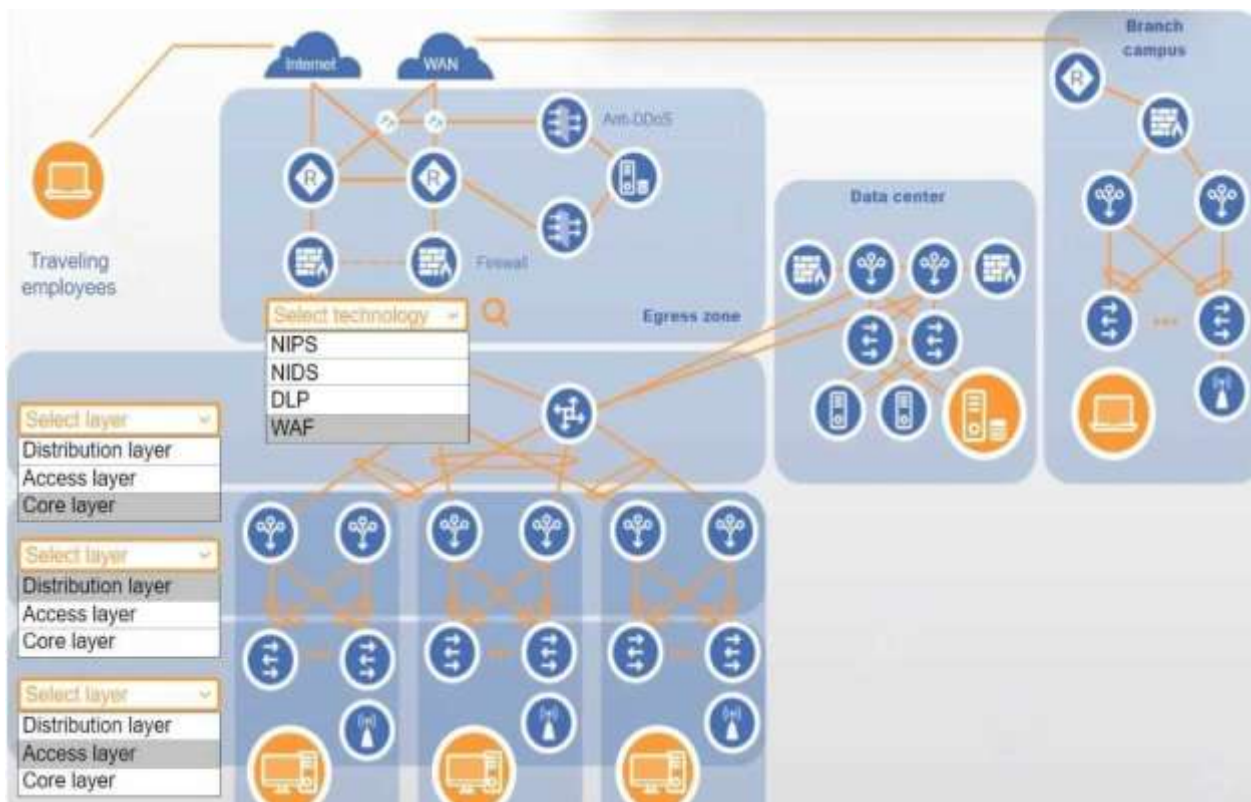 Branch
campus
Internet
WAN
Anti-DDoS
R
R
R
Data center
Traveling
employees
Firewall
Select technology
Egress zone
NIPS
NIDS
DLP
WAF
Select layer
Distribution layer
Access layer
Core layer
Select layer
Distribution layer
Access layer
Core layer
Select layer
Distribution layer
Access layer
Core layer